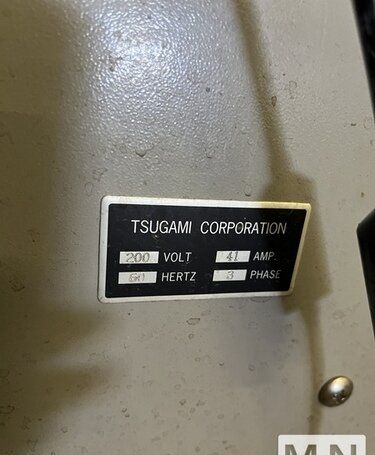 TSUGAMI CORPORATION
200 VOLT 41 AMP.
60 HERTZ 3 PHASE
MN